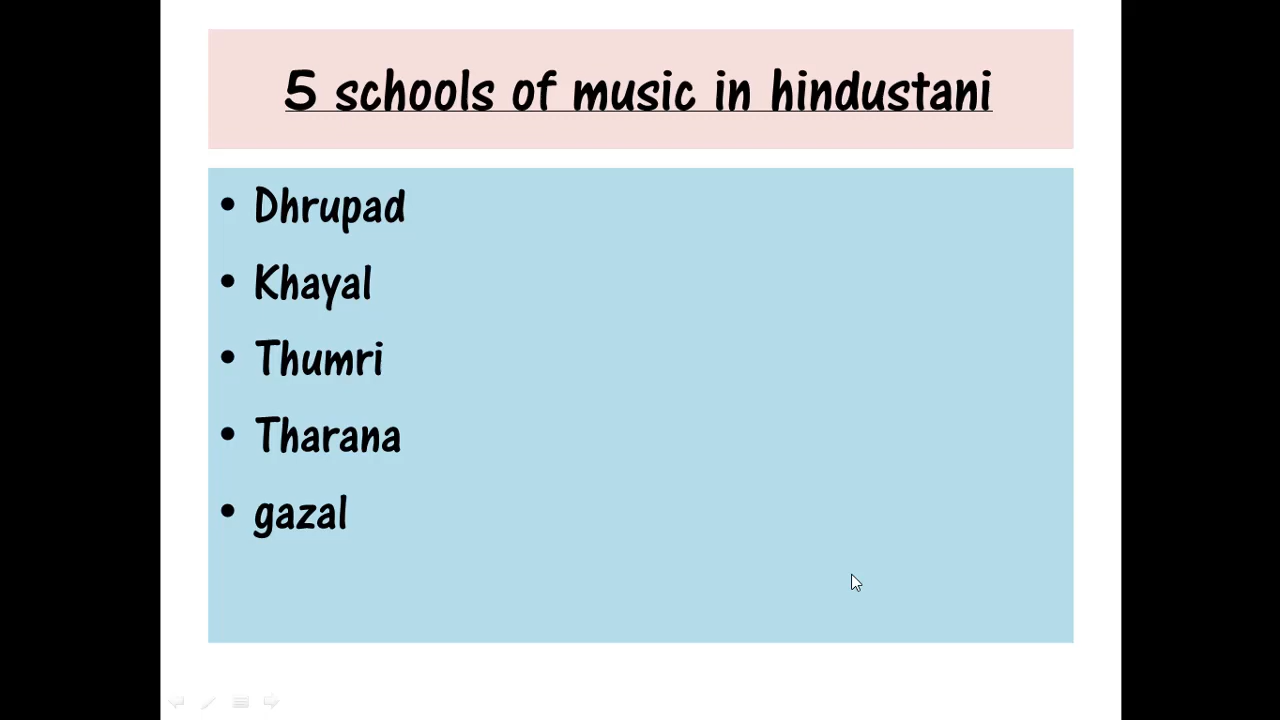 5 schools of music in hindustani
• Dhrupad
• Khayal
• Thumri
• Tharana
• gazal